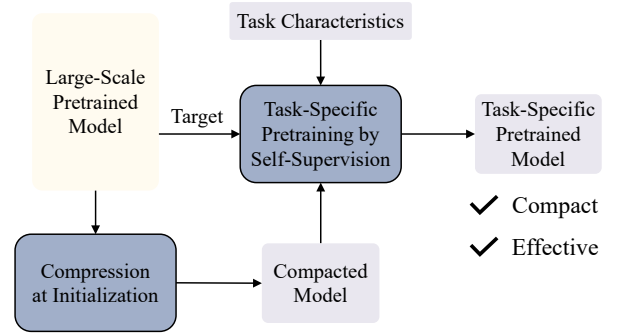 Task Characteristics
Large-Scale
Pretrained
Model
Target
Task-Specific
Pretraining by
Self-Supervision
Task-Specific
Pretrained
Model
Compact
Effective
Compression
at Initialization
Compacted
Model